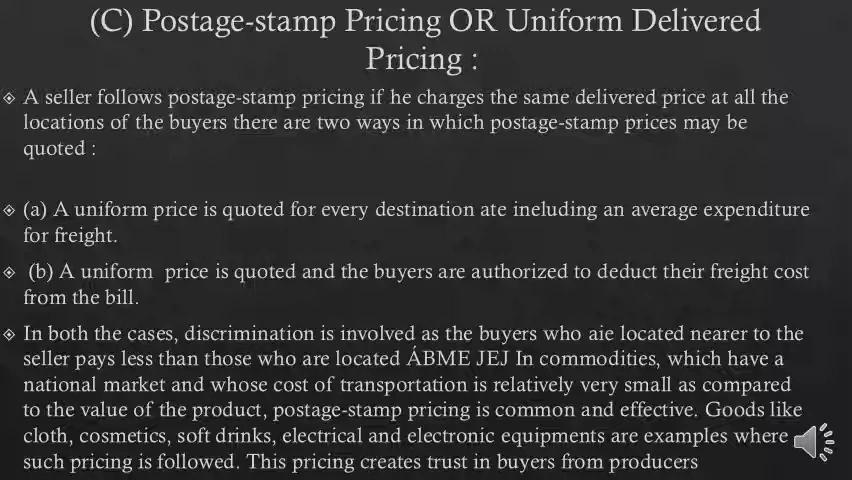 (C) Postage-stamp Pricing OR Uniform Delivered
Pricing :
A seller follows postage-stamp pricing if he charges the same delivered price at all the
locations of the buyers there are two ways in which postage-stamp prices may be
quoted :
(a) A uniform price is quoted for every destination ate ineluding an average expenditure
for freight.
(b) A uniform price is quoted and the buyers are authorized to deduct their freight cost
from the bill.
In both the cases, discrimination is involved as the buyers who aie located nearer to the
seller pays less than those who are located ÁBME JEJ In commodities, which have a
national market and whose cost of transportation is relatively very small as compared
to the value of the product, postage-stamp pricing is common and effective. Goods like
cloth, cosmetics, soft drinks, electrical and electronic equipments are examples where
such pricing is followed. This pricing creates trust in buyers from producers